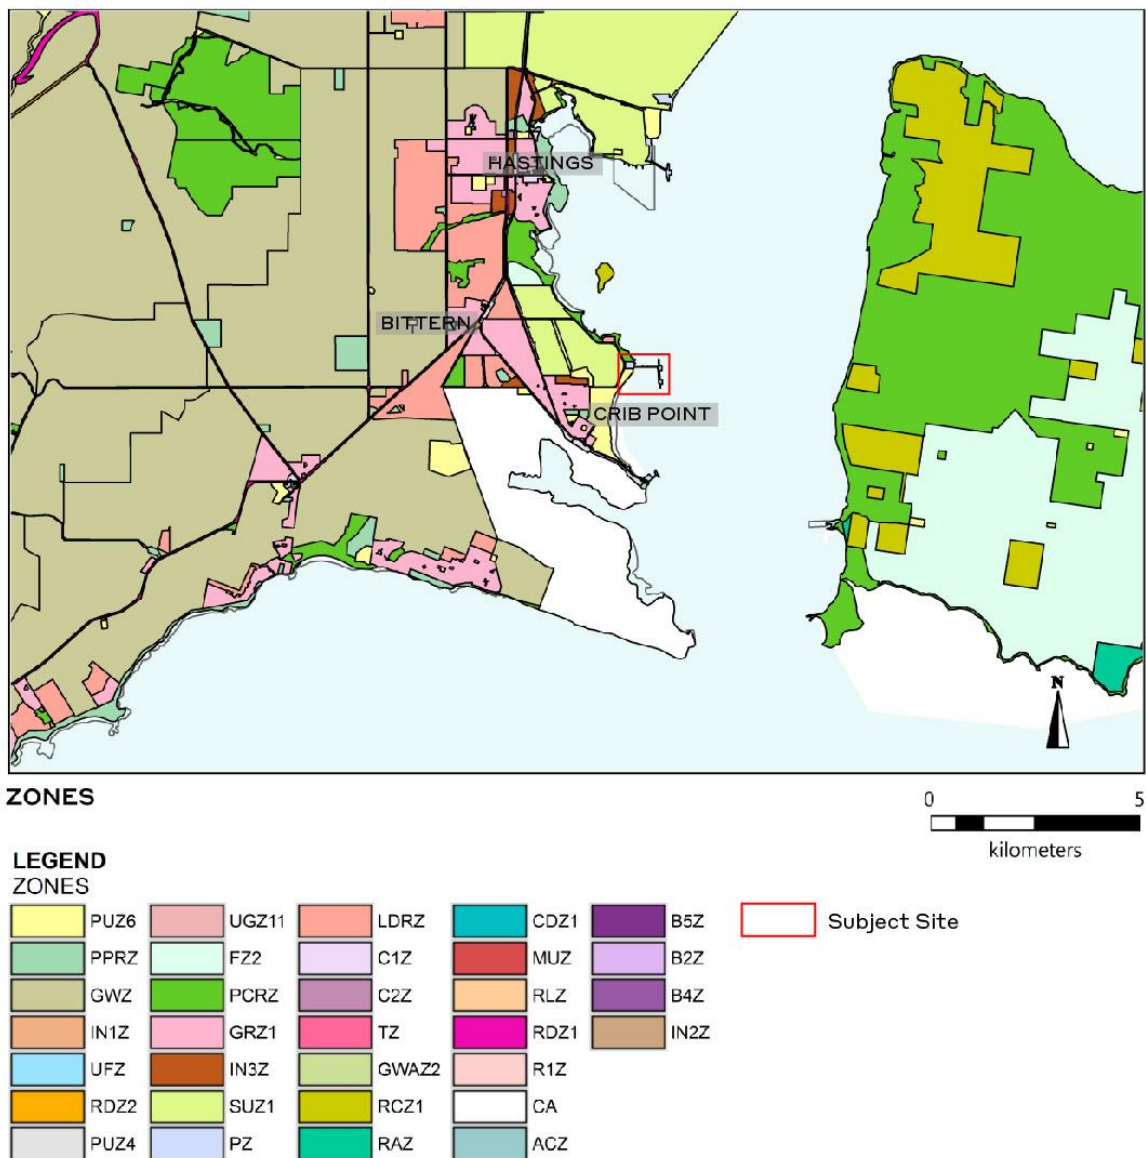 HASTINGS
BITTERN
CRIB POINT
N
ZONES
0 5
kilometers
LEGEND
ZONES
PUZ6 UGZ11 LDRZ CDZ1 B5Z Subject Site
PPRZ FZ2 C1Z MUZ B2Z
GWZ PCRZ C2Z RLZ B4Z
IN1Z GRZ1 TZ RDZ1 IN2Z
UFZ IN3Z GWAZ2 R1Z
RDZ2 SUZ1 RCZ1 CA
PUZ4 PZ RAZ ACZ